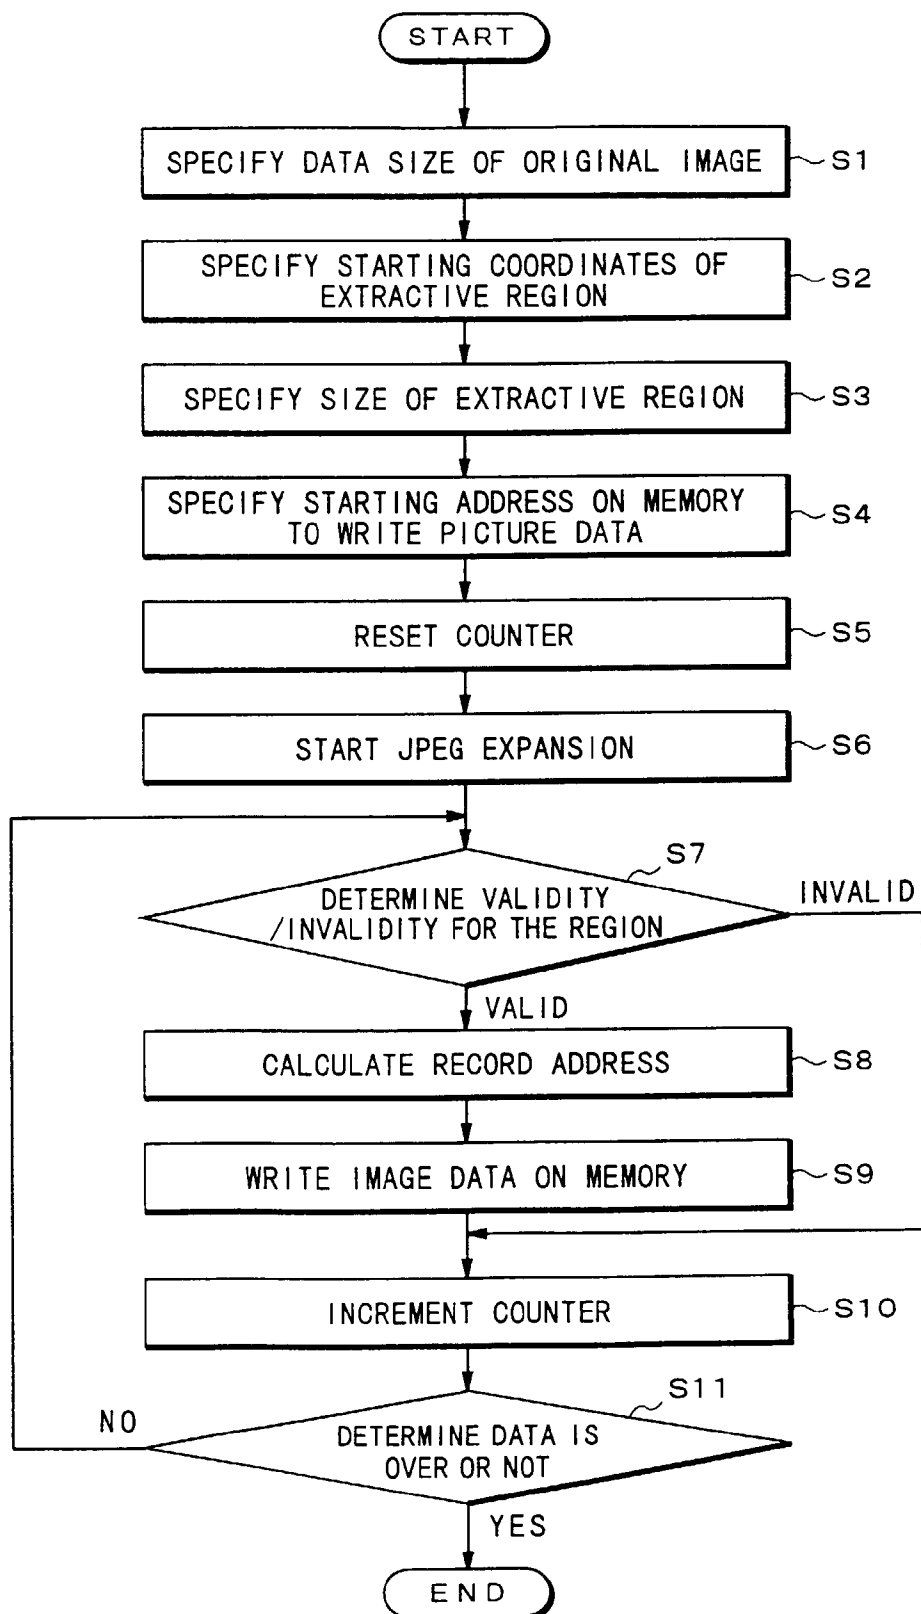 START
SPECIFY DATA SIZE OF ORIGINAL IMAGE
S1
SPECIFY STARTING COORDINATES OF
EXTRACTIVE REGION
S2
SPECIFY SIZE OF EXTRACTIVE REGION
S3
SPECIFY STARTING ADDRESS ON MEMORY
TO WRITE PICTURE DATA
S4
RESET COUNTER
S5
START JPEG EXPANSION
S6
S7
DETERMINE VALIDITY
/INVALIDITY FOR THE REGION
INVALID
VALID
CALCULATE RECORD ADDRESS
S8
WRITE IMAGE DATA ON MEMORY
S9
INCREMENT COUNTER
S10
S11
NO
DETERMINE DATA IS
OVER OR NOT
YES
END